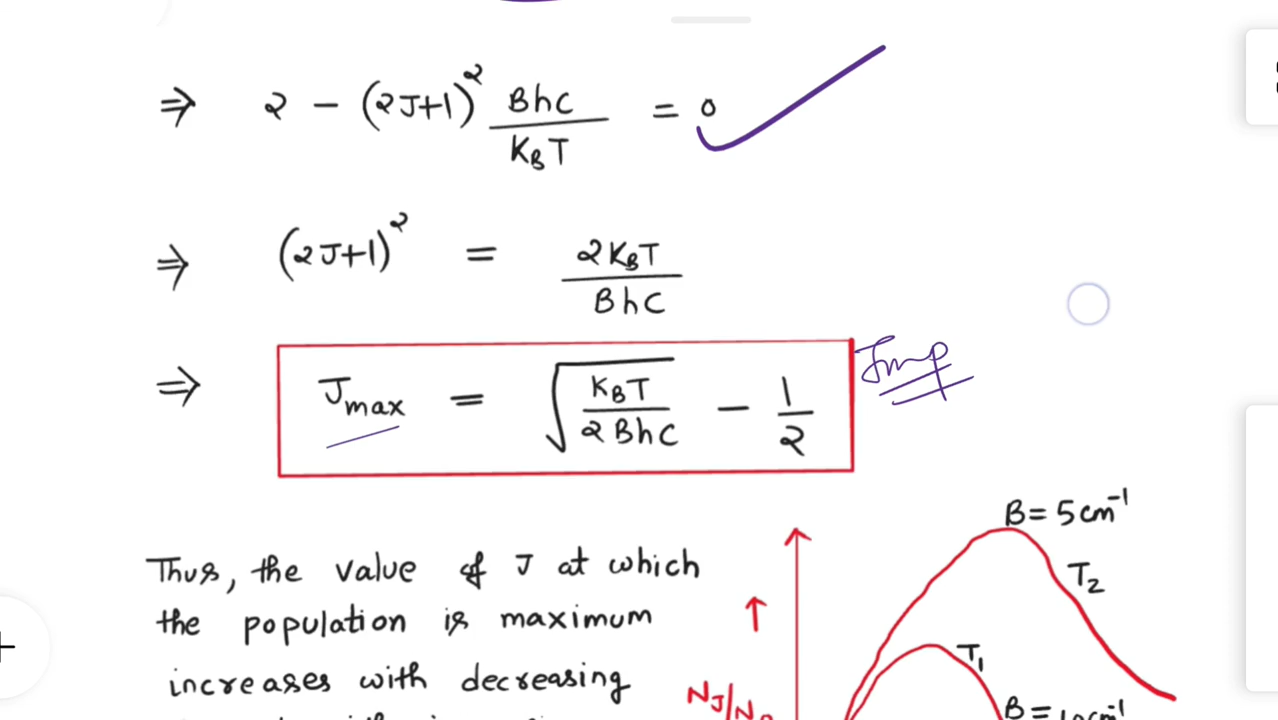 ⇒ 2 - (2J+1)² BhC/K_BT = 0
⇒ (2J+1)² = 2K_BT/BhC
⇒ J_max = √(K_BT/2BhC) - 1/2
Imp
B = 5 cm⁻¹
Thus, the value of J at which
T₂
the population is maximum
↑
T₁
increases with decreasing
N_J/N
B =